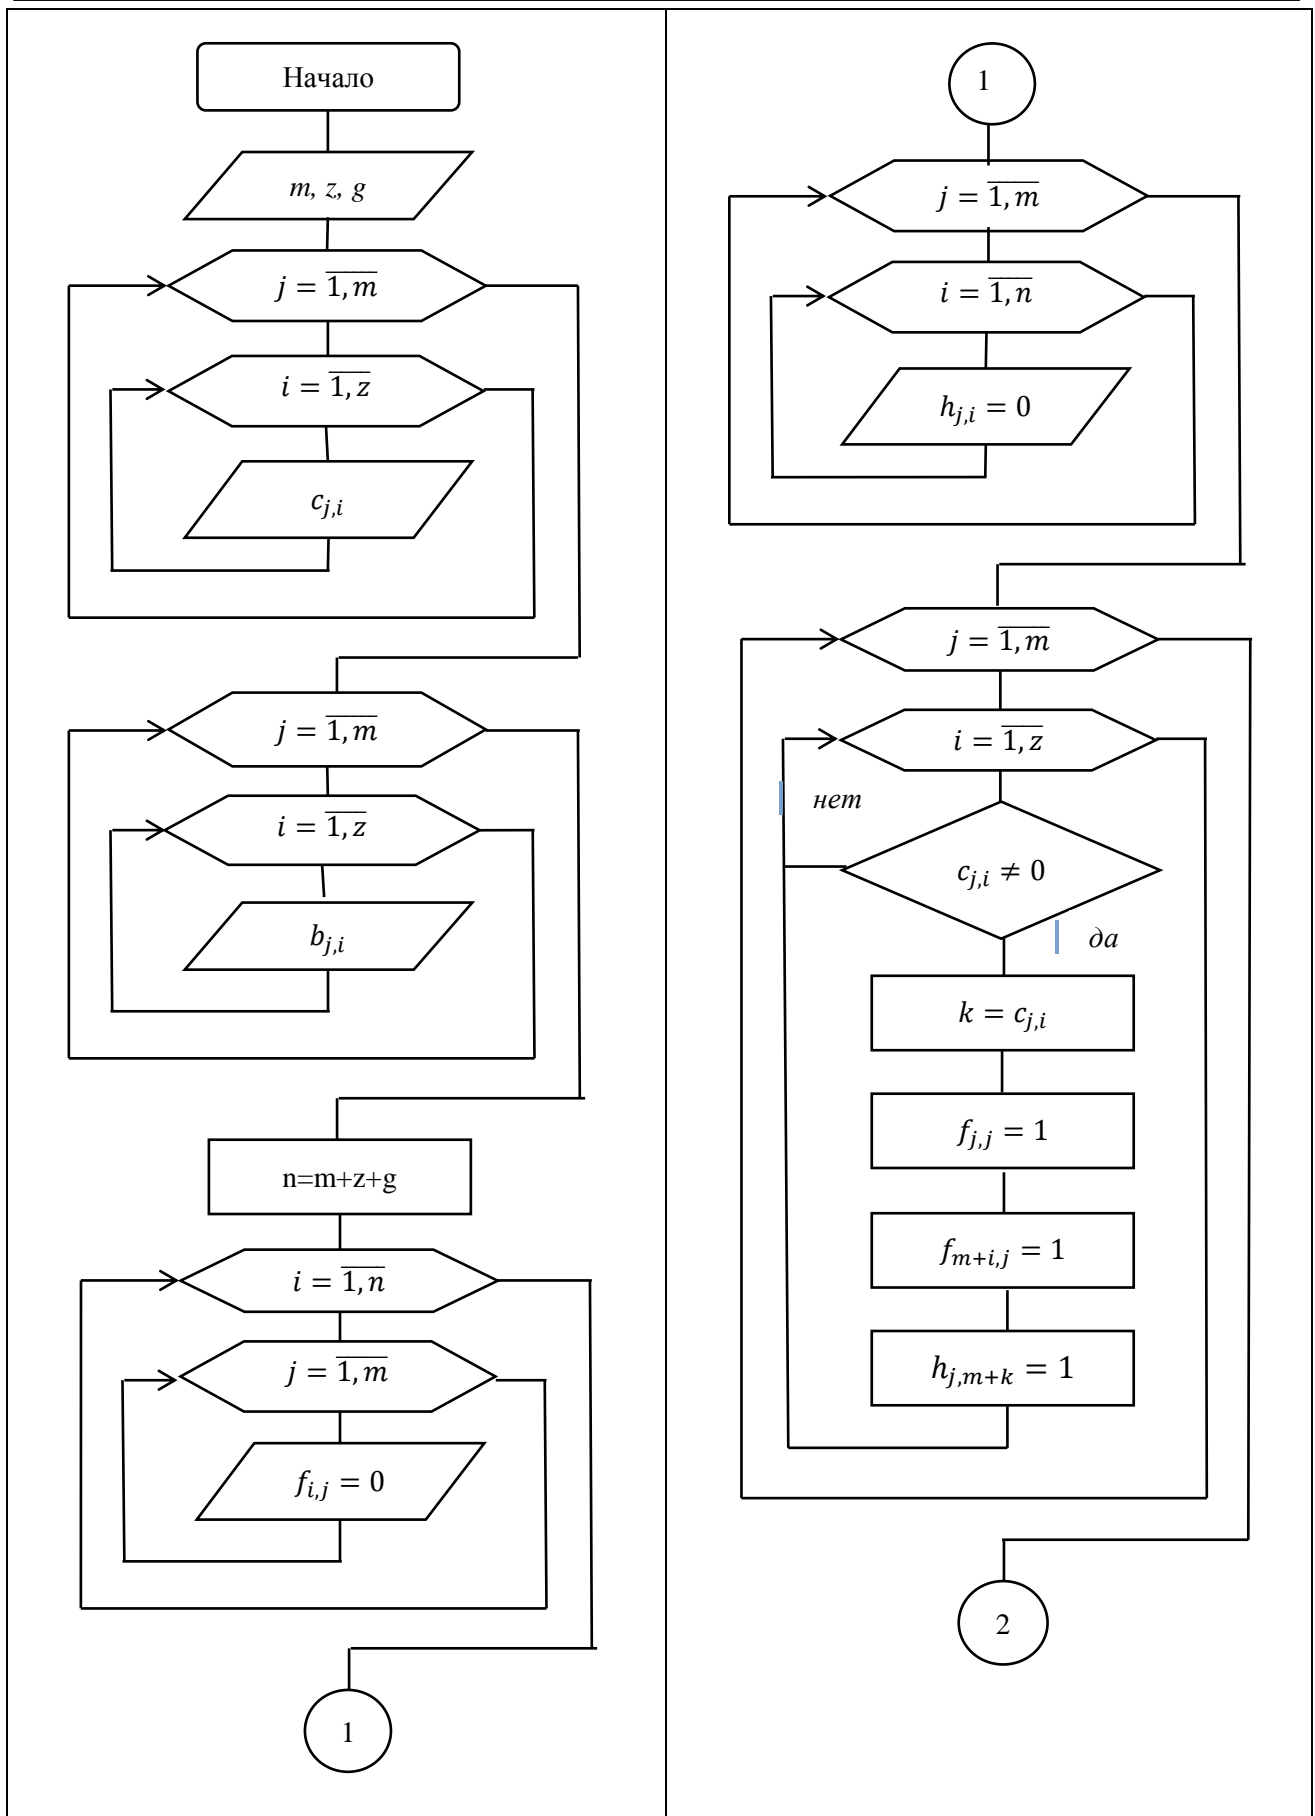 Начало
m, z, g
j = 1, m
i = 1, z
c_{j,i}
j = 1, m
i = 1, z
b_{j,i}
n=m+z+g
i = 1, n
j = 1, m
f_{i,j} = 0
1
1
j = 1, m
i = 1, n
h_{j,i} = 0
j = 1, m
i = 1, z
нет
c_{j,i} ≠ 0
да
k = c_{j,i}
f_{j,j} = 1
f_{m+i,j} = 1
h_{j,m+k} = 1
2